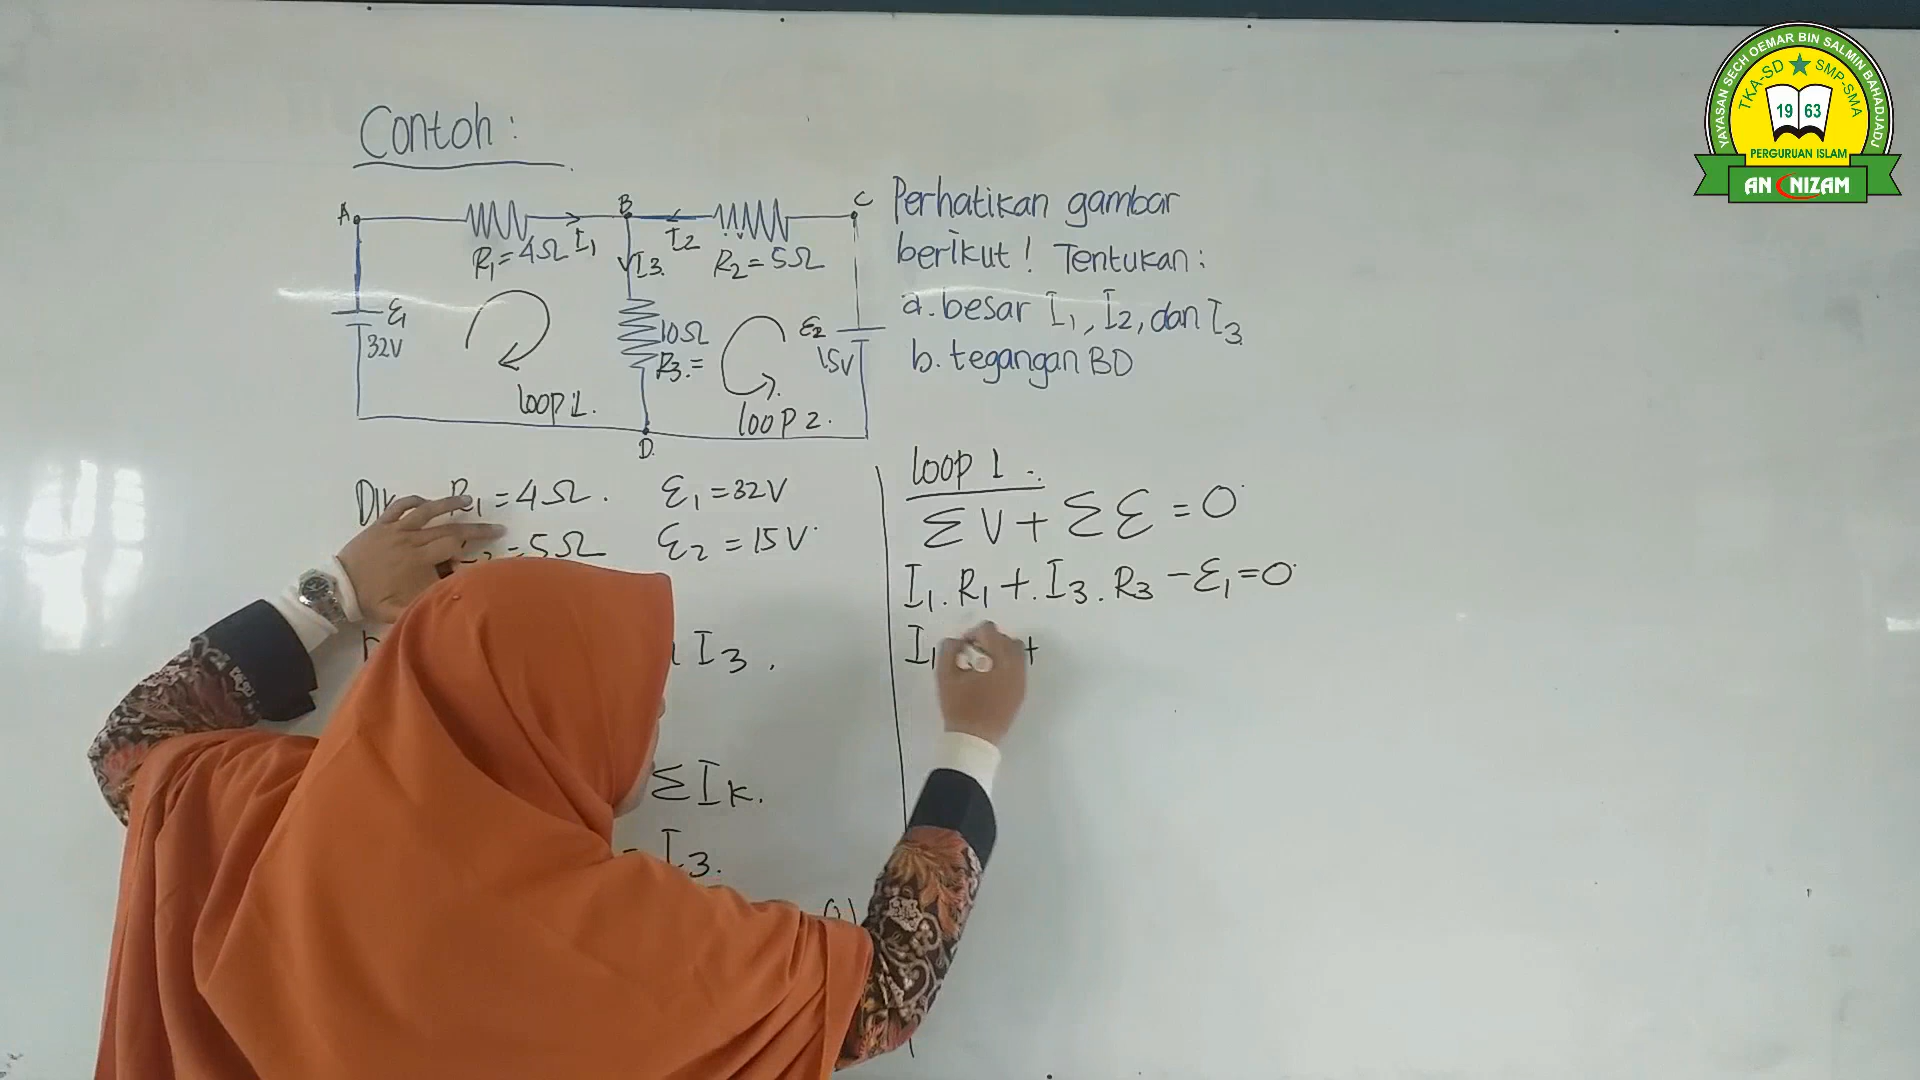 YAYASAN SECH OEMAR BIN SALMIN BAHADJADJ
TKA-SD SMP-SMA
19 63
PERGURUAN ISLAM
AN NIZAM
Contoh :
A B C
R₁=4Ω I₁ I₂ R₂=5Ω
I3.
ε₁
32V
10Ω
R3.=
ε₂
15V
loop 1.
loop 2.
D
Perhatikan gambar
berikut! Tentukan:
a. besar I₁, I₂, dan I3
b. tegangan BD
R₁=4Ω. ε₁=32V
=5Ω ε₂=15V
I3.
ΣIK.
= I3.
loop 1 :
ΣV+Σε=0
I₁.R₁+I3.R3-ε₁=0
I₁ +